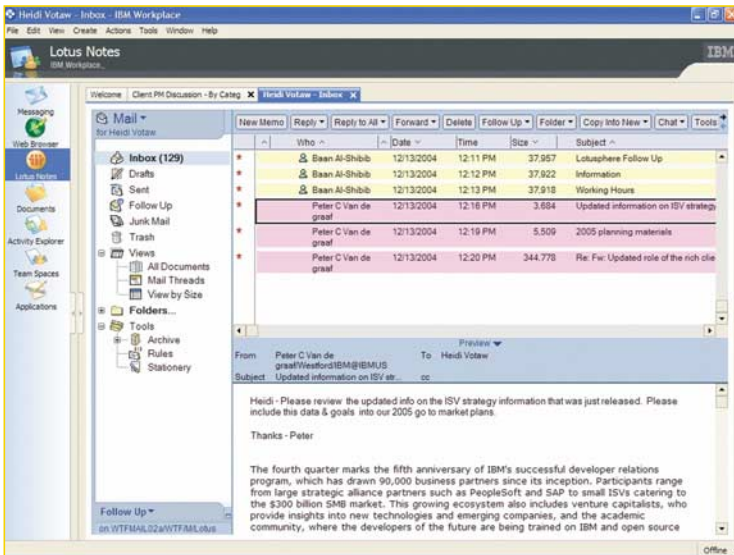 Heidi Votaw - Inbox - IBM Workplace
File Edit View Create Actions Tools Window Help
Lotus Notes
IBM Workplace
IBM
Welcome Client PM Discussion - By Categ Heidi Votaw - Inbox
Messaging
Web Browser
Lotus Notes
Documents
Activity Explorer
Team Spaces
Applications
Mail
for Heidi Votaw
Inbox (129)
Drafts
Sent
Follow Up
Junk Mail
Trash
Views
All Documents
Mail Threads
View by Size
Folders...
Tools
Archive
Rules
Stationery
Follow Up
on WTFMAIL02a/WTF/M/Lotus
New Memo Reply Reply to All Forward Delete Follow Up Folder Copy Into New Chat Tools
Who Date Time Size Subject
Baan Al-Shibib 12/13/2004 12:11 PM 37,957 Lotusphere Follow Up
Baan Al-Shibib 12/13/2004 12:12 PM 37,922 Information
Baan Al-Shibib 12/13/2004 12:13 PM 37,918 Working Hours
Peter C Van de graaf 12/13/2004 12:16 PM 3,684 Updated information on ISV strategy
Peter C Van de graaf 12/13/2004 12:19 PM 5,509 2005 planning materials
Peter C Van de graaf 12/13/2004 12:20 PM 344,778 Re: Fw: Updated role of the rich clie
Preview
From Peter C Van de graaf/Westford/IBM@IBMUS To Heidi Votaw
Subject Updated information on ISV str... cc
Heidi - Please review the updated info on the ISV strategy information that was just released. Please
include this data & goals into our 2005 go to market plans.
Thanks - Peter
The fourth quarter marks the fifth anniversary of IBM's successful developer relations
program, which has drawn 90,000 business partners since its inception. Participants range
from large strategic alliance partners such as PeopleSoft and SAP to small ISVs catering to
the $300 billion SMB market. This growing ecosystem also includes venture capitalists, who
provide insights into new technologies and emerging companies, and the academic
community, where the developers of the future are being trained on IBM and open source
Offline